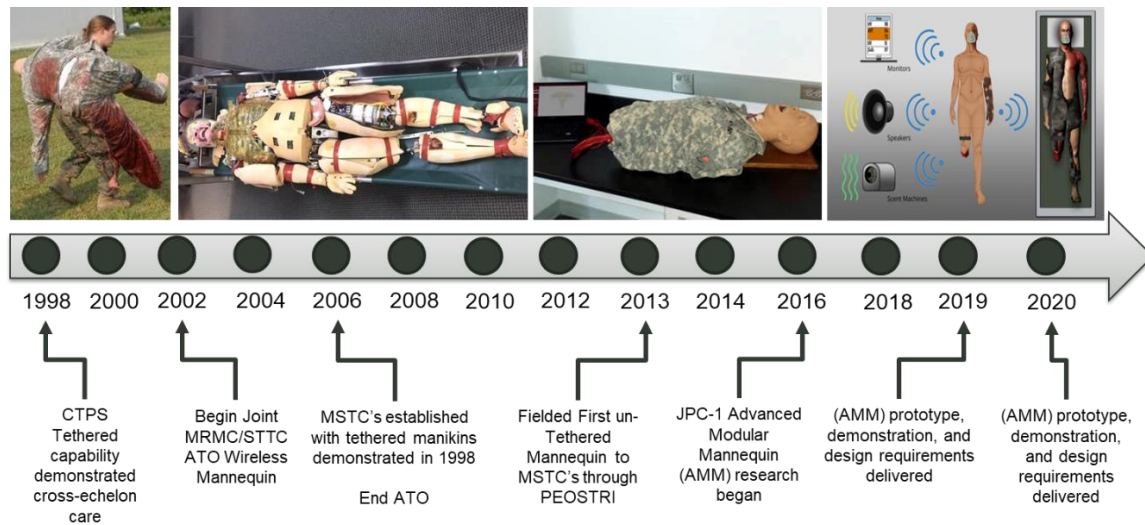 Monitors
Speakers
Scent Machines
1998
2000
2002
2004
2006
2008
2010
2012
2013
2014
2016
2018
2019
2020
CTPS
Tethered
capability
demonstrated
cross-echelon
care
Begin Joint
MRMC/STTC
ATO Wireless
Mannequin
MSTC's established
with tethered manikins
demonstrated in 1998
End ATO
Fielded First un-
Tethered
Mannequin to
MSTC's through
PEOSTRI
JPC-1 Advanced
Modular
Mannequin
(AMM) research
began
(AMM) prototype,
demonstration, and
design requirements
delivered
(AMM) prototype,
demonstration,
and design
requirements
delivered